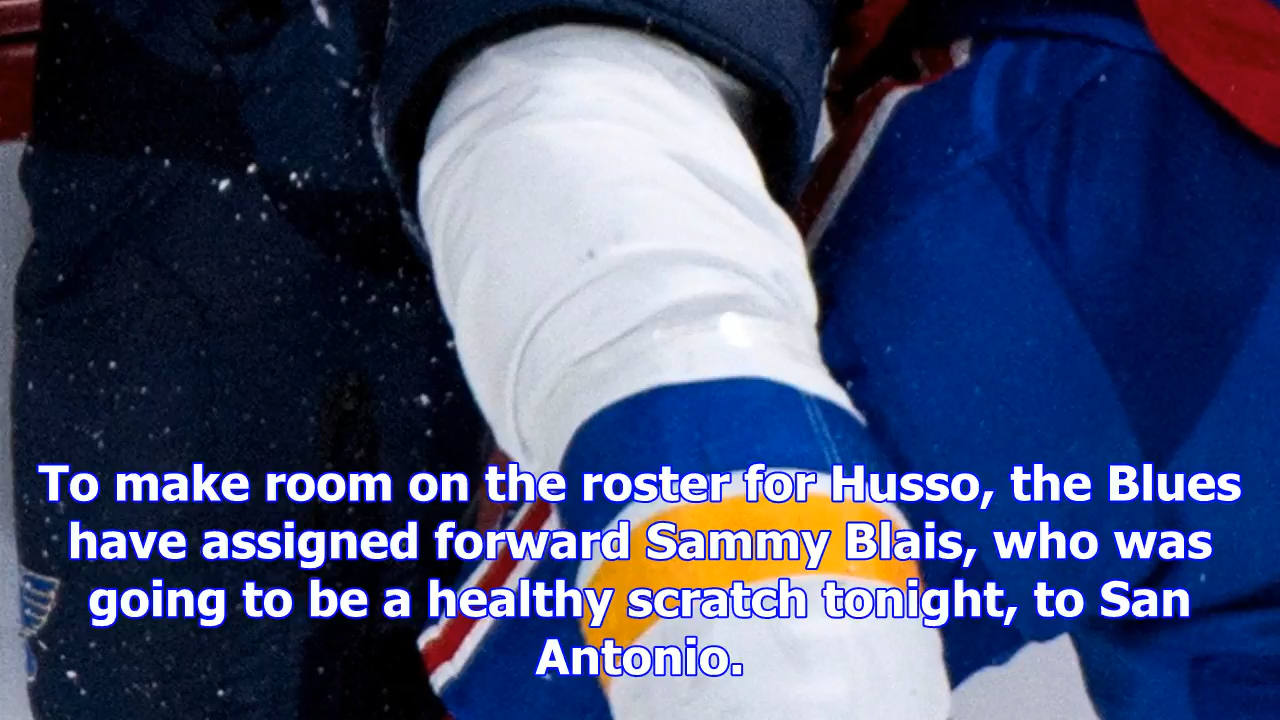 To make room on the roster for Husso, the Blues
have assigned forward Sammy Blais, who was
going to be a healthy scratch tonight, to San
Antonio.